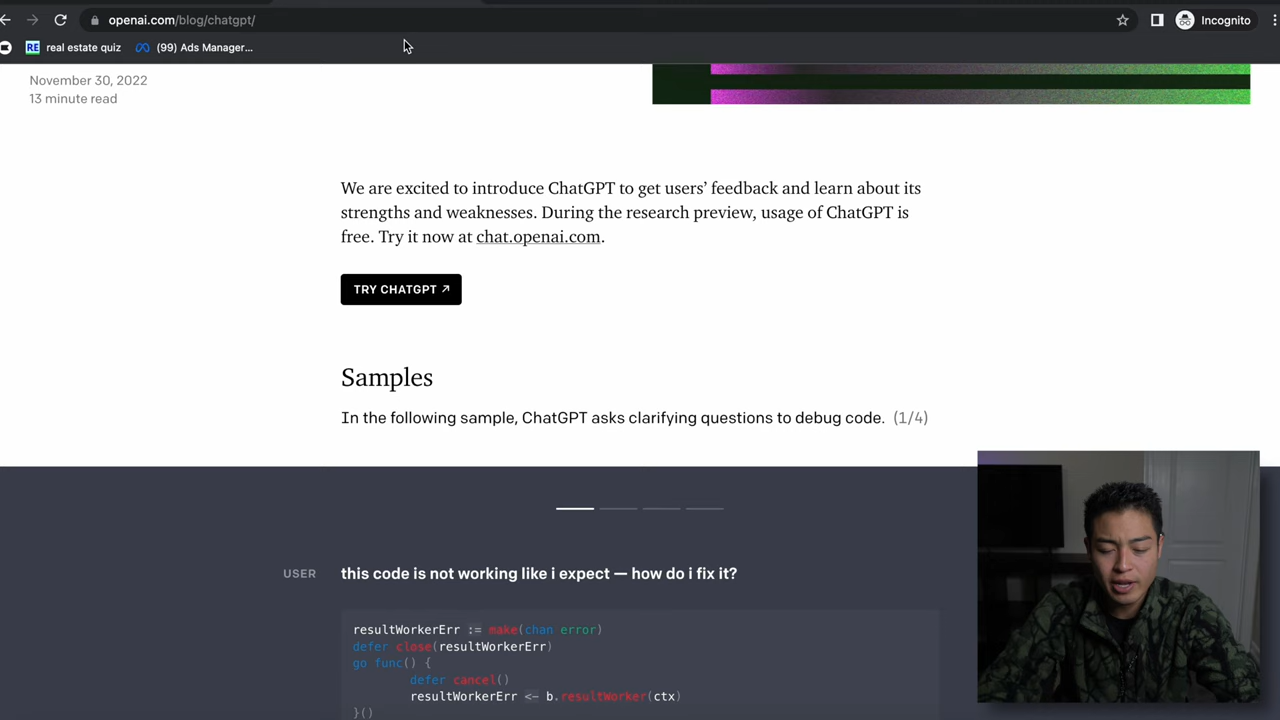 openai.com/blog/chatgpt/
Incognito
RE real estate quiz (99) Ads Manager...
November 30, 2022
13 minute read
We are excited to introduce ChatGPT to get users’ feedback and learn about its
strengths and weaknesses. During the research preview, usage of ChatGPT is
free. Try it now at chat.openai.com.
TRY CHATGPT ↗
Samples
In the following sample, ChatGPT asks clarifying questions to debug code. (1/4)
USER this code is not working like i expect — how do i fix it?
resultWorkerErr := make(chan error)
defer close(resultWorkerErr)
go func() {
defer cancel()
resultWorkerErr <- b.resultWorker(ctx)
}()